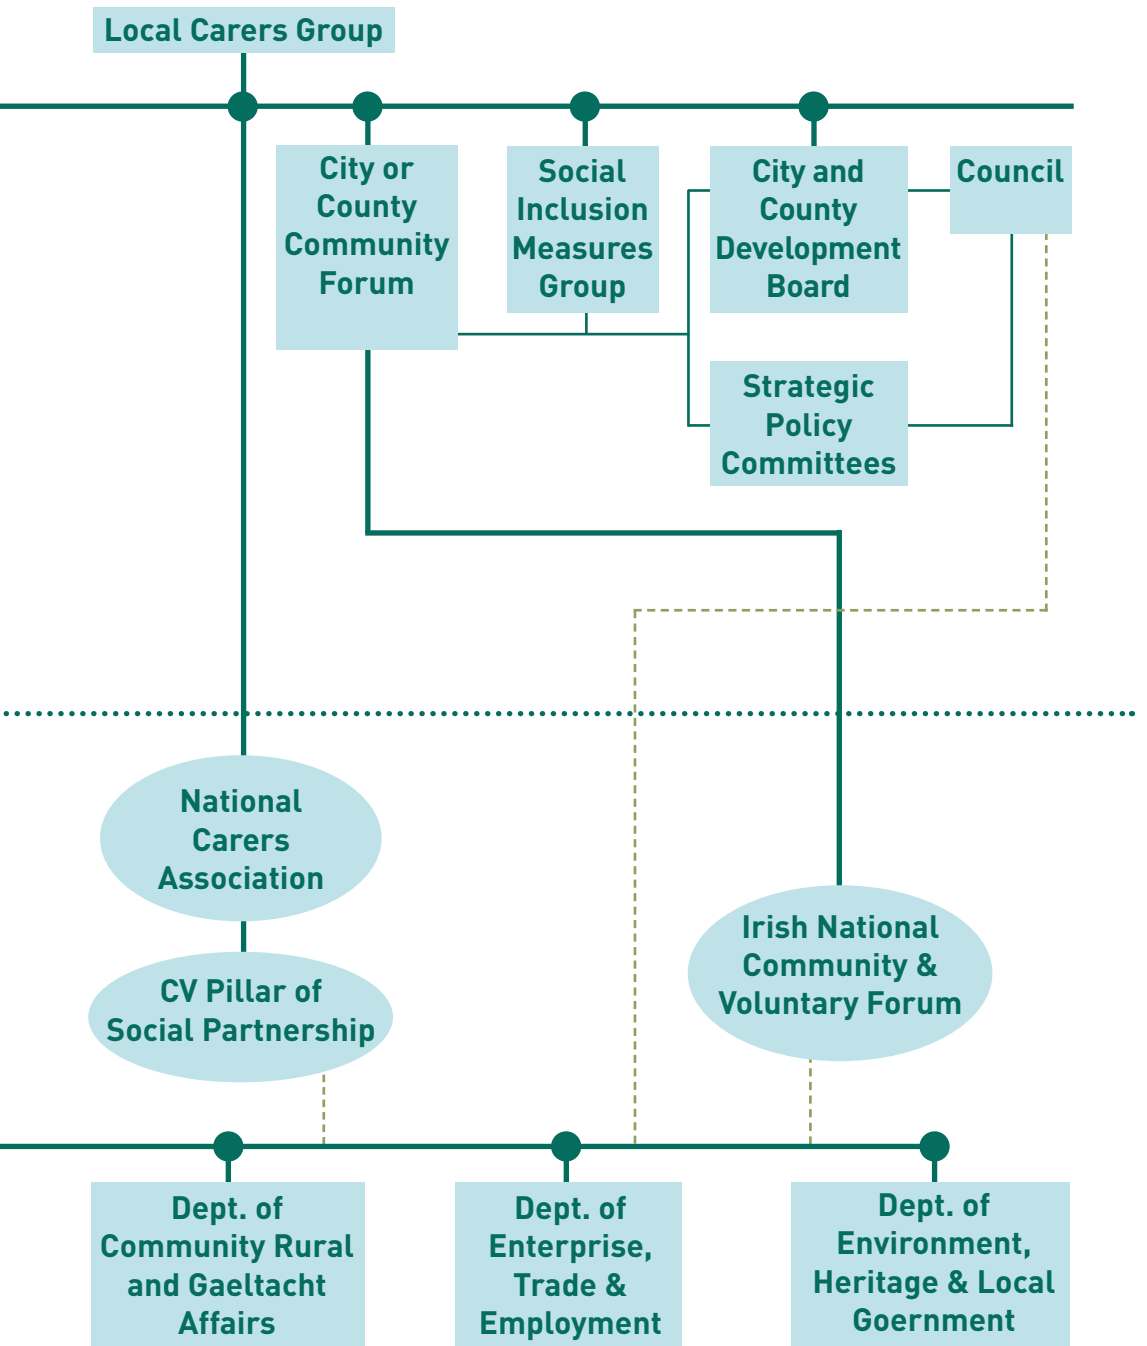 Local Carers Group
City or
County
Community
Forum
Social
Inclusion
Measures
Group
City and
County
Development
Board
Council
Strategic
Policy
Committees
National
Carers
Association
CV Pillar of
Social Partnership
Irish National
Community &
Voluntary Forum
Dept. of
Community Rural
and Gaeltacht
Affairs
Dept. of
Enterprise,
Trade &
Employment
Dept. of
Environment,
Heritage & Local
Goernment